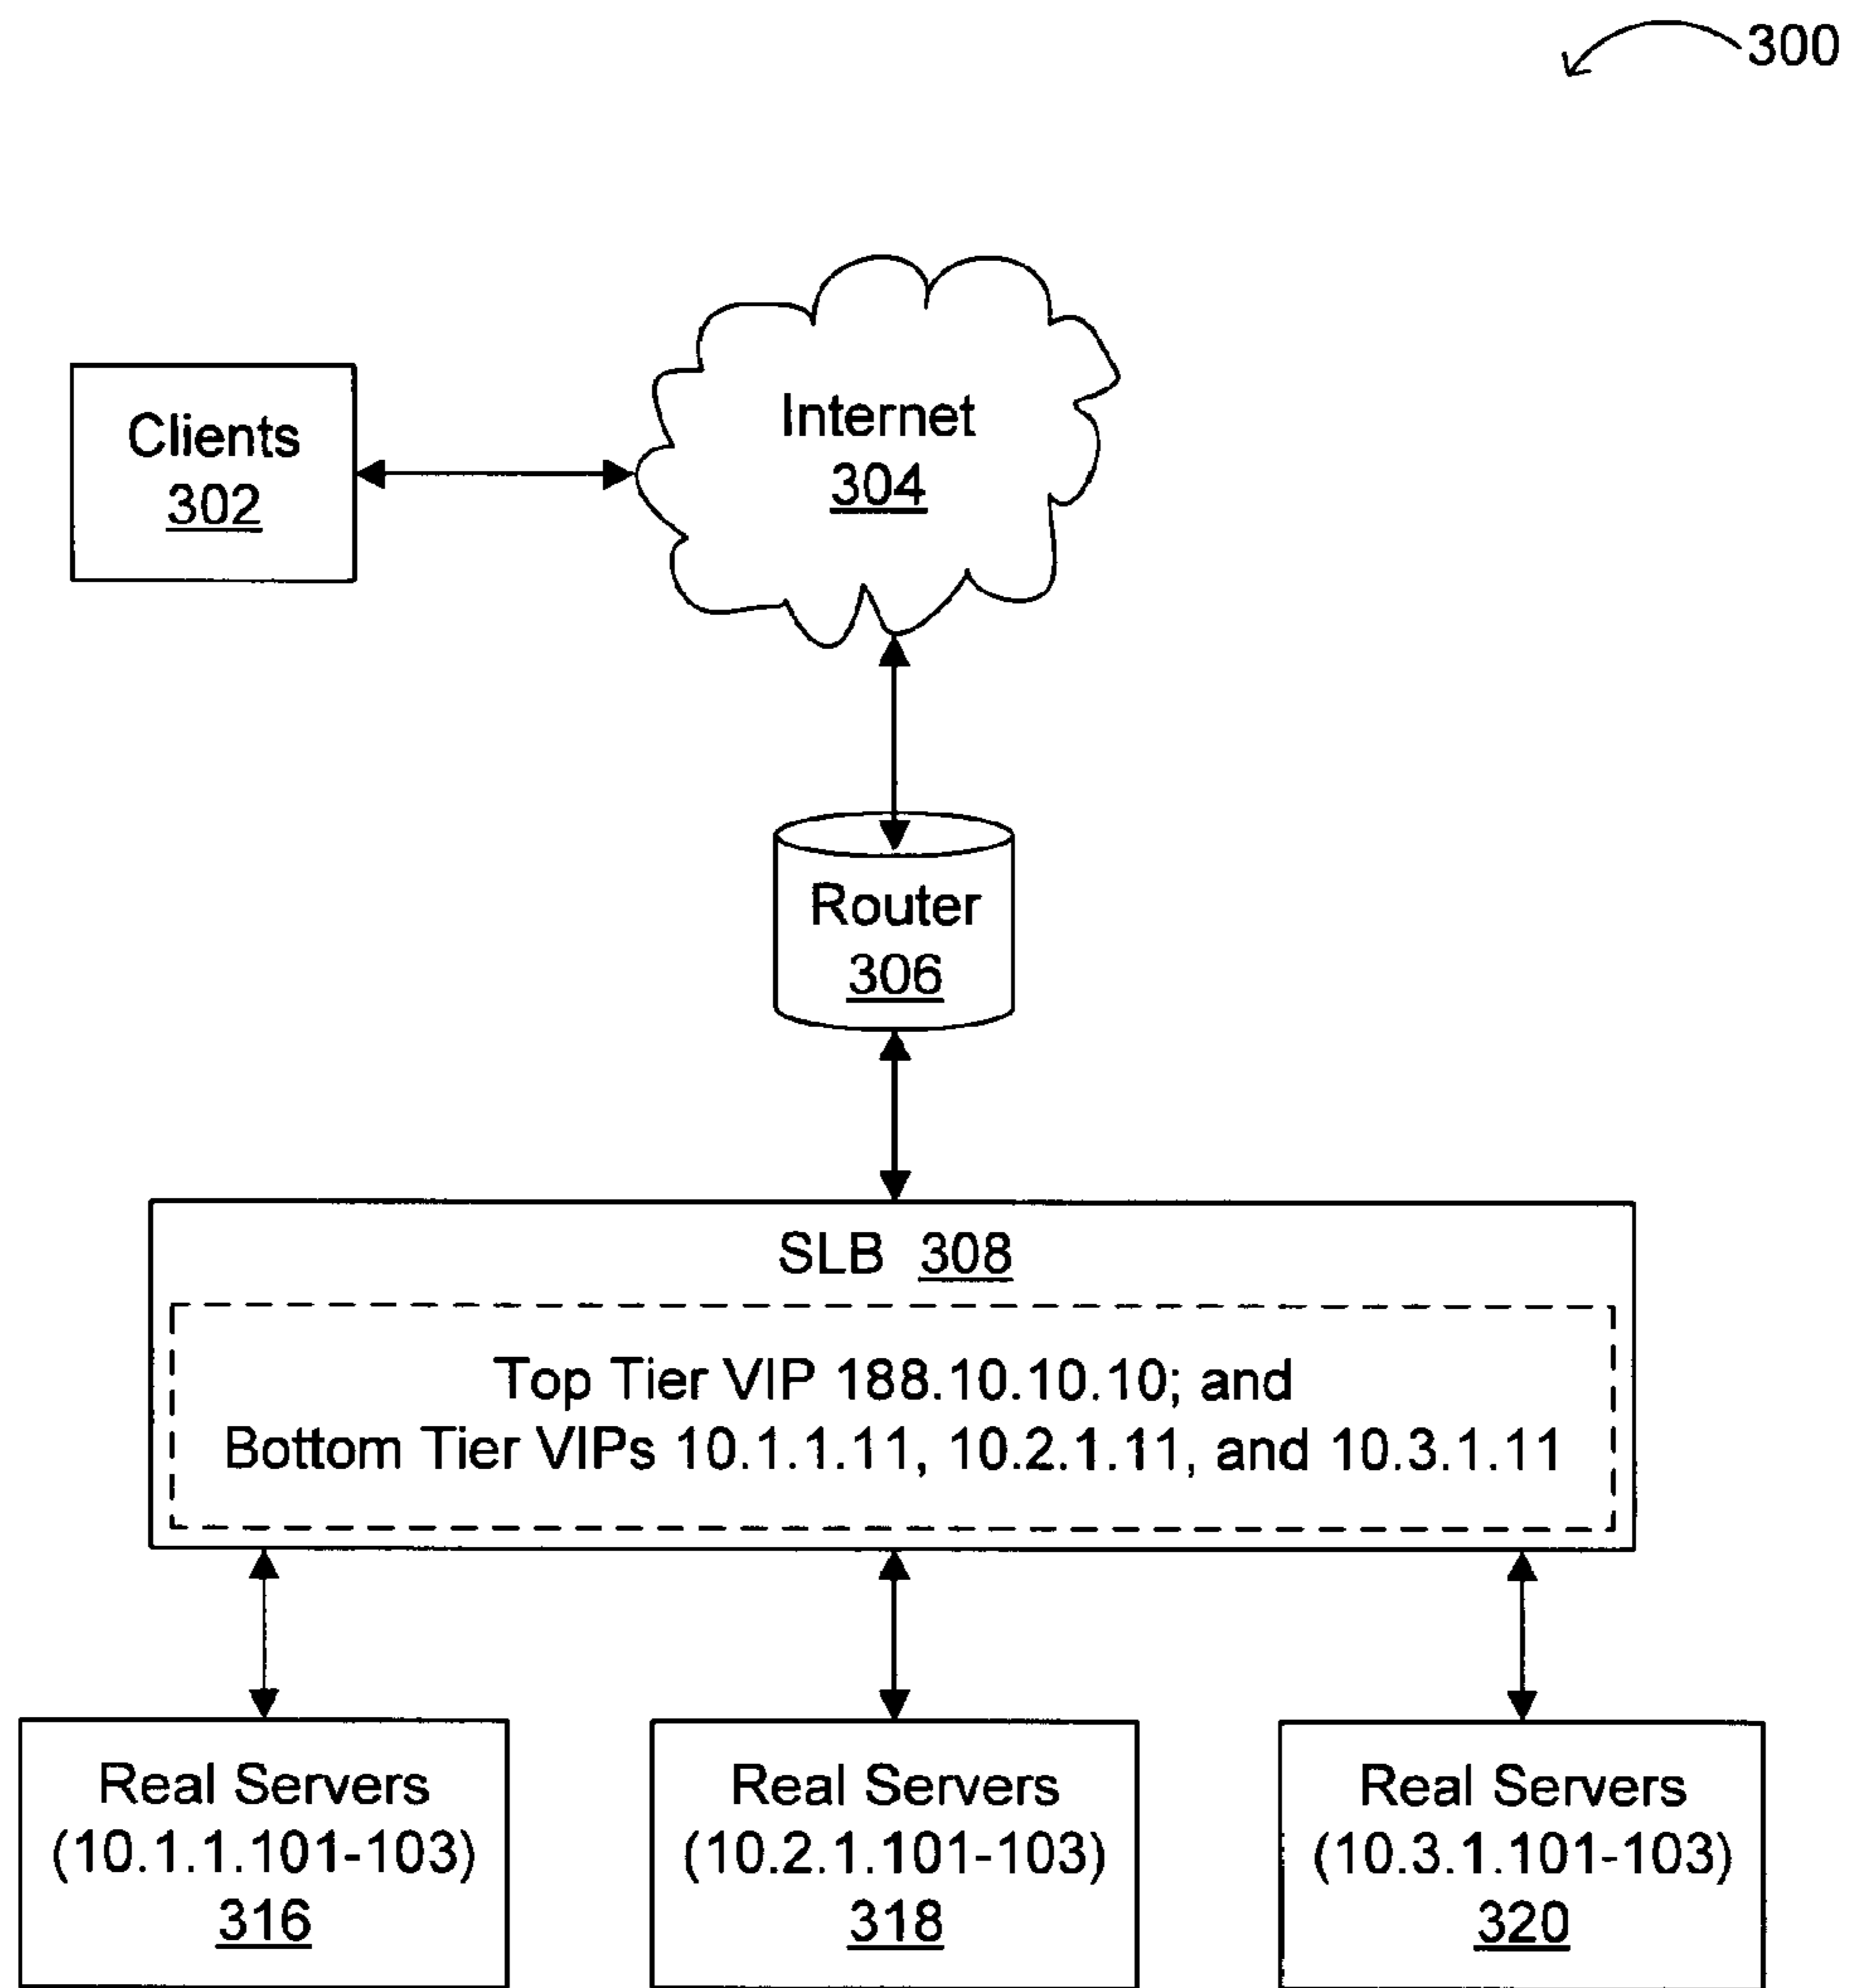 300
Clients
302
Internet
304
Router
306
SLB 308
Top Tier VIP 188.10.10.10; and
Bottom Tier VIPs 10.1.1.11, 10.2.1.11, and 10.3.1.11
Real Servers
(10.1.1.101-103)
316
Real Servers
(10.2.1.101-103)
318
Real Servers
(10.3.1.101-103)
320